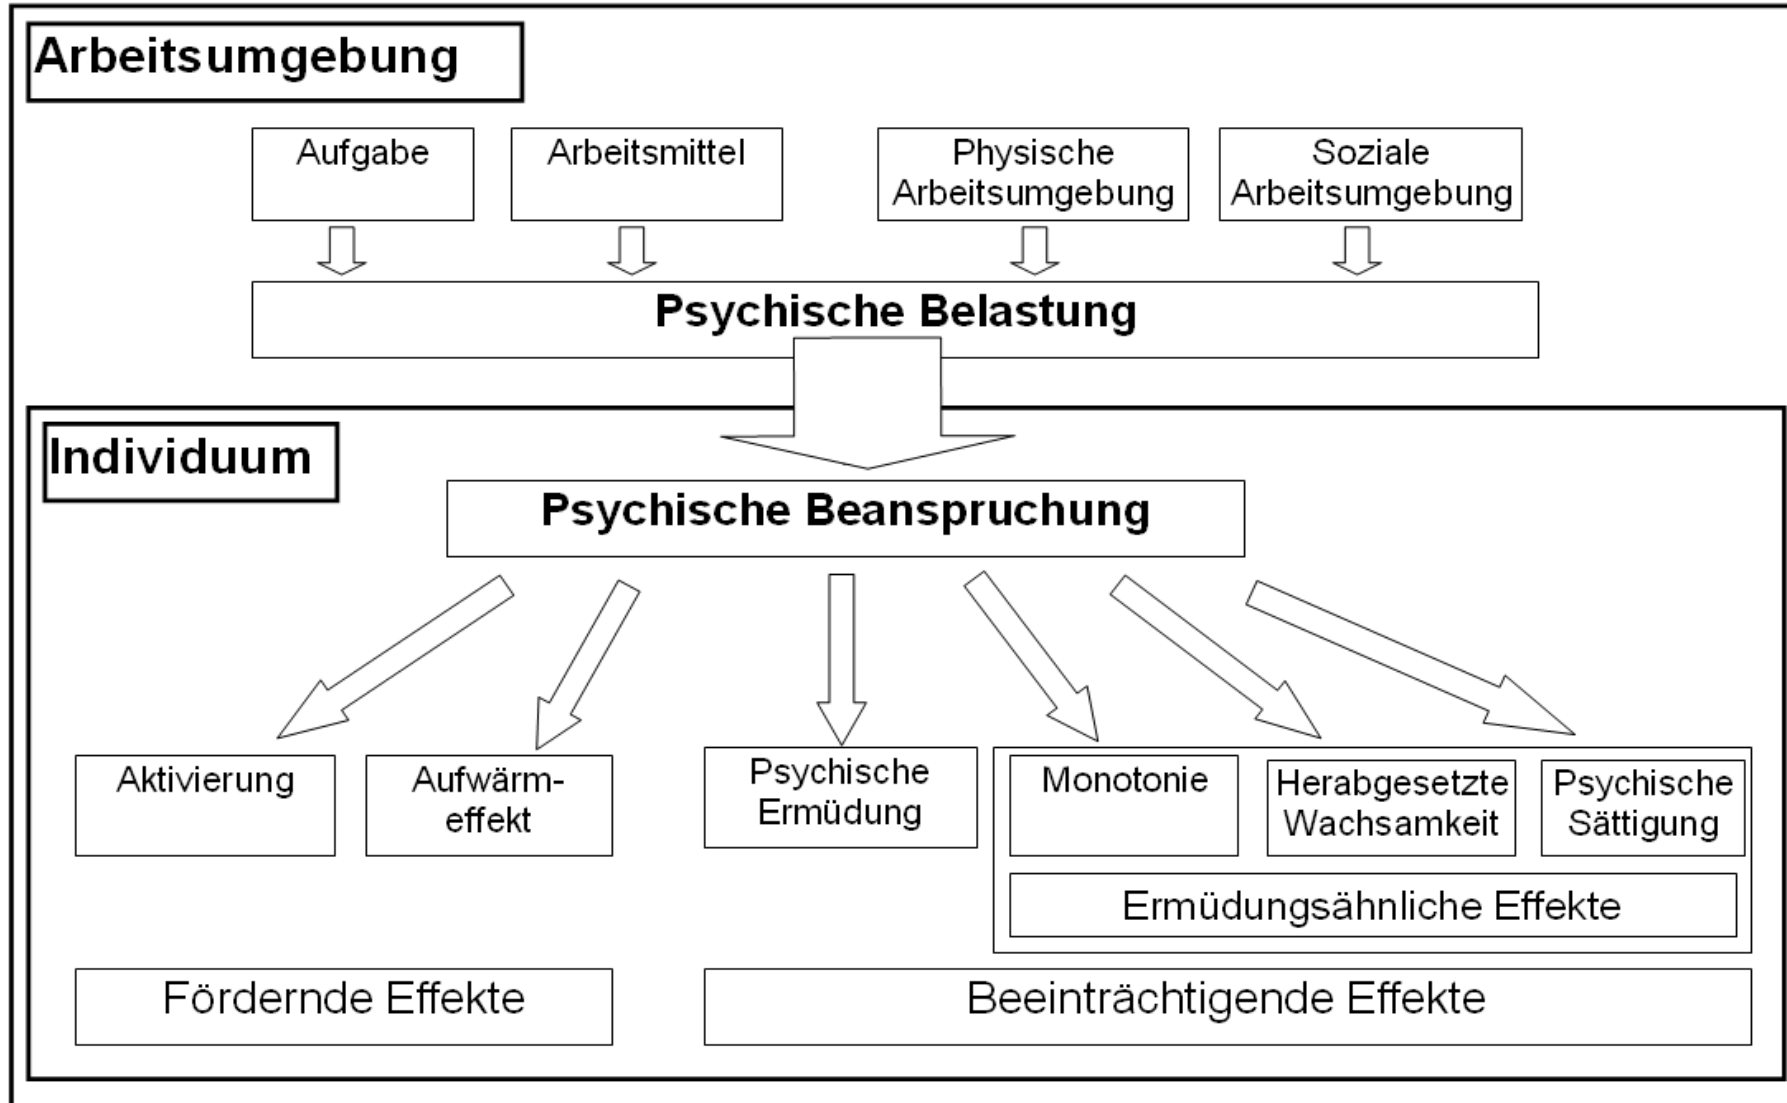 Arbeitsumgebung
Aufgabe
Arbeitsmittel
Physische
Arbeitsumgebung
Soziale
Arbeitsumgebung
Psychische Belastung
Individuum
Psychische Beanspruchung
Aktivierung
Aufwärm-
effekt
Psychische
Ermüdung
Monotonie
Herabgesetzte
Wachsamkeit
Psychische
Sättigung
Ermüdungsähnliche Effekte
Fördernde Effekte
Beeinträchtigende Effekte